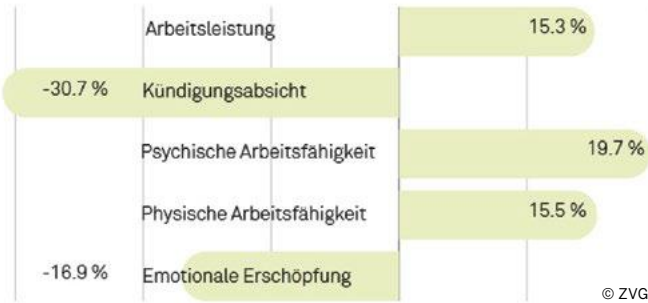 Arbeitsleistung 15.3 %
-30.7 % Kündigungsabsicht
Psychische Arbeitsfähigkeit 19.7 %
Physische Arbeitsfähigkeit 15.5 %
-16.9 % Emotionale Erschöpfung
© ZVG